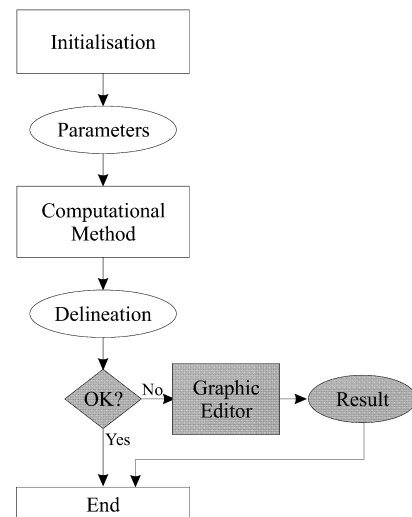 Initialisation
Parameters
Computational
Method
Delineation
OK?
No
Graphic
Editor
Result
Yes
End